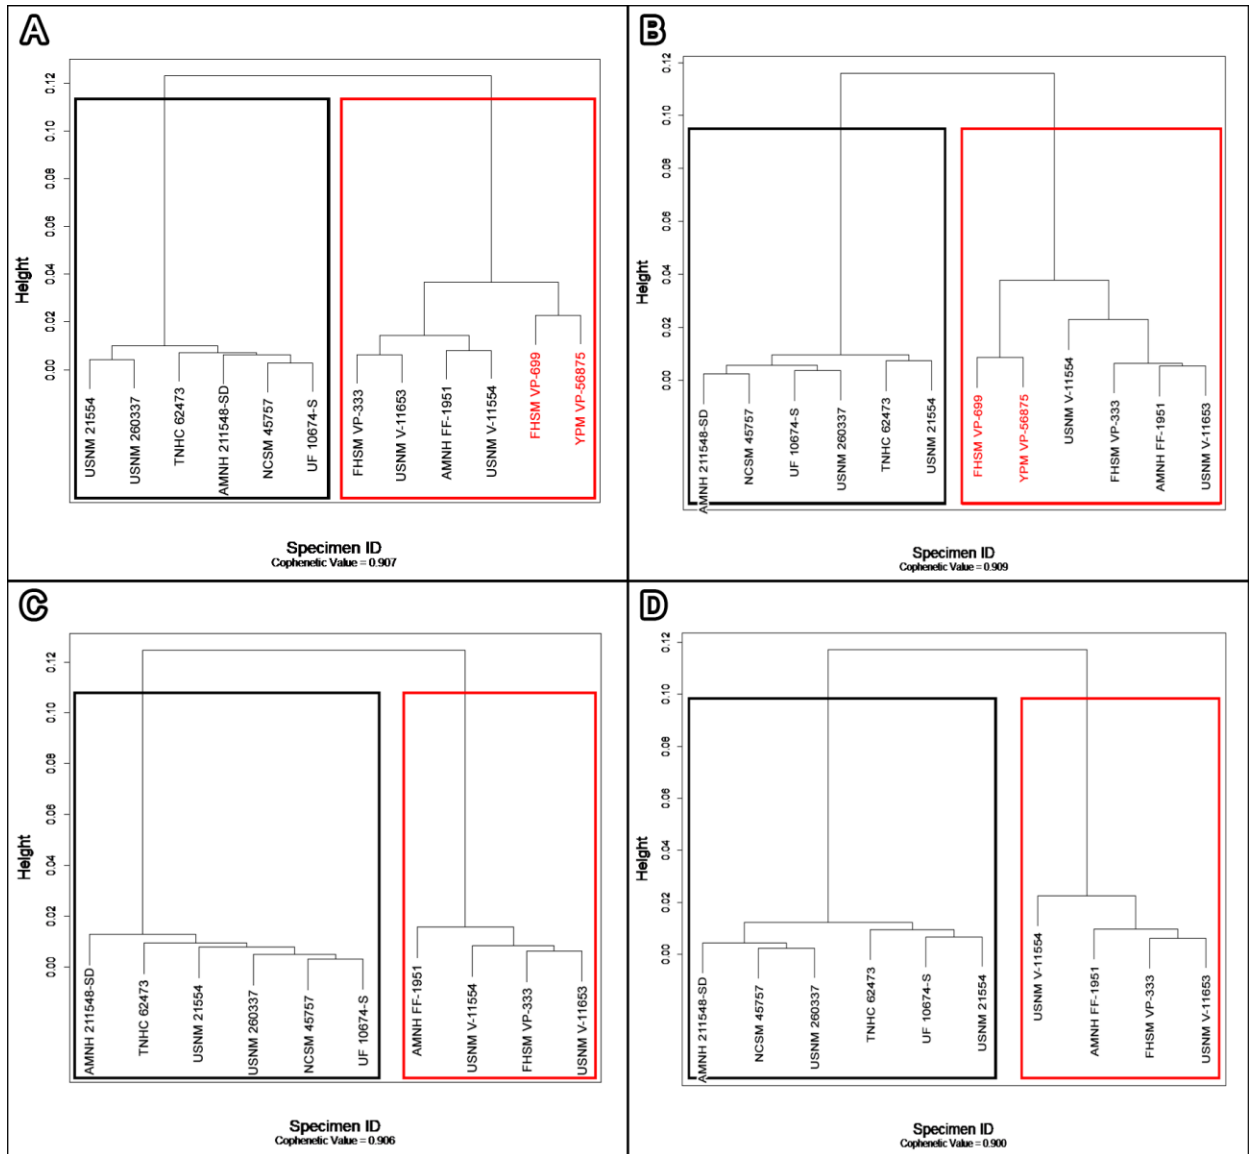 A
0.12
0.10
0.08
0.06
0.04
0.02
0.00
Height
USNM 21554
USNM 260337
TNHC 62473
AMNH 211548-SD
NCSM 45757
UF 10674-S
FHSM VP-333
USNM V-11653
AMNH FF-1951
USNM V-11554
FHSM VP-699
YPM VP-56875
Specimen ID
Cophenetic Value = 0.907
B
0.12
0.10
0.08
0.06
0.04
0.02
0.00
Height
AMNH 211548-SD
NCSM 45757
UF 10674-S
USNM 260337
TNHC 62473
USNM 21554
FHSM VP-699
YPM VP-56875
USNM V-11554
FHSM VP-333
AMNH FF-1951
USNM V-11653
Specimen ID
Cophenetic Value = 0.909
C
0.12
0.10
0.08
0.06
0.04
0.02
0.00
Height
AMNH 211548-SD
TNHC 62473
USNM 21554
USNM 260337
NCSM 45757
UF 10674-S
AMNH FF-1951
USNM V-11554
FHSM VP-333
USNM V-11653
Specimen ID
Cophenetic Value = 0.906
D
0.12
0.10
0.08
0.06
0.04
0.02
0.00
Height
AMNH 211548-SD
NCSM 45757
USNM 260337
TNHC 62473
UF 10674-S
USNM 21554
USNM V-11554
AMNH FF-1951
FHSM VP-333
USNM V-11653
Specimen ID
Cophenetic Value = 0.900